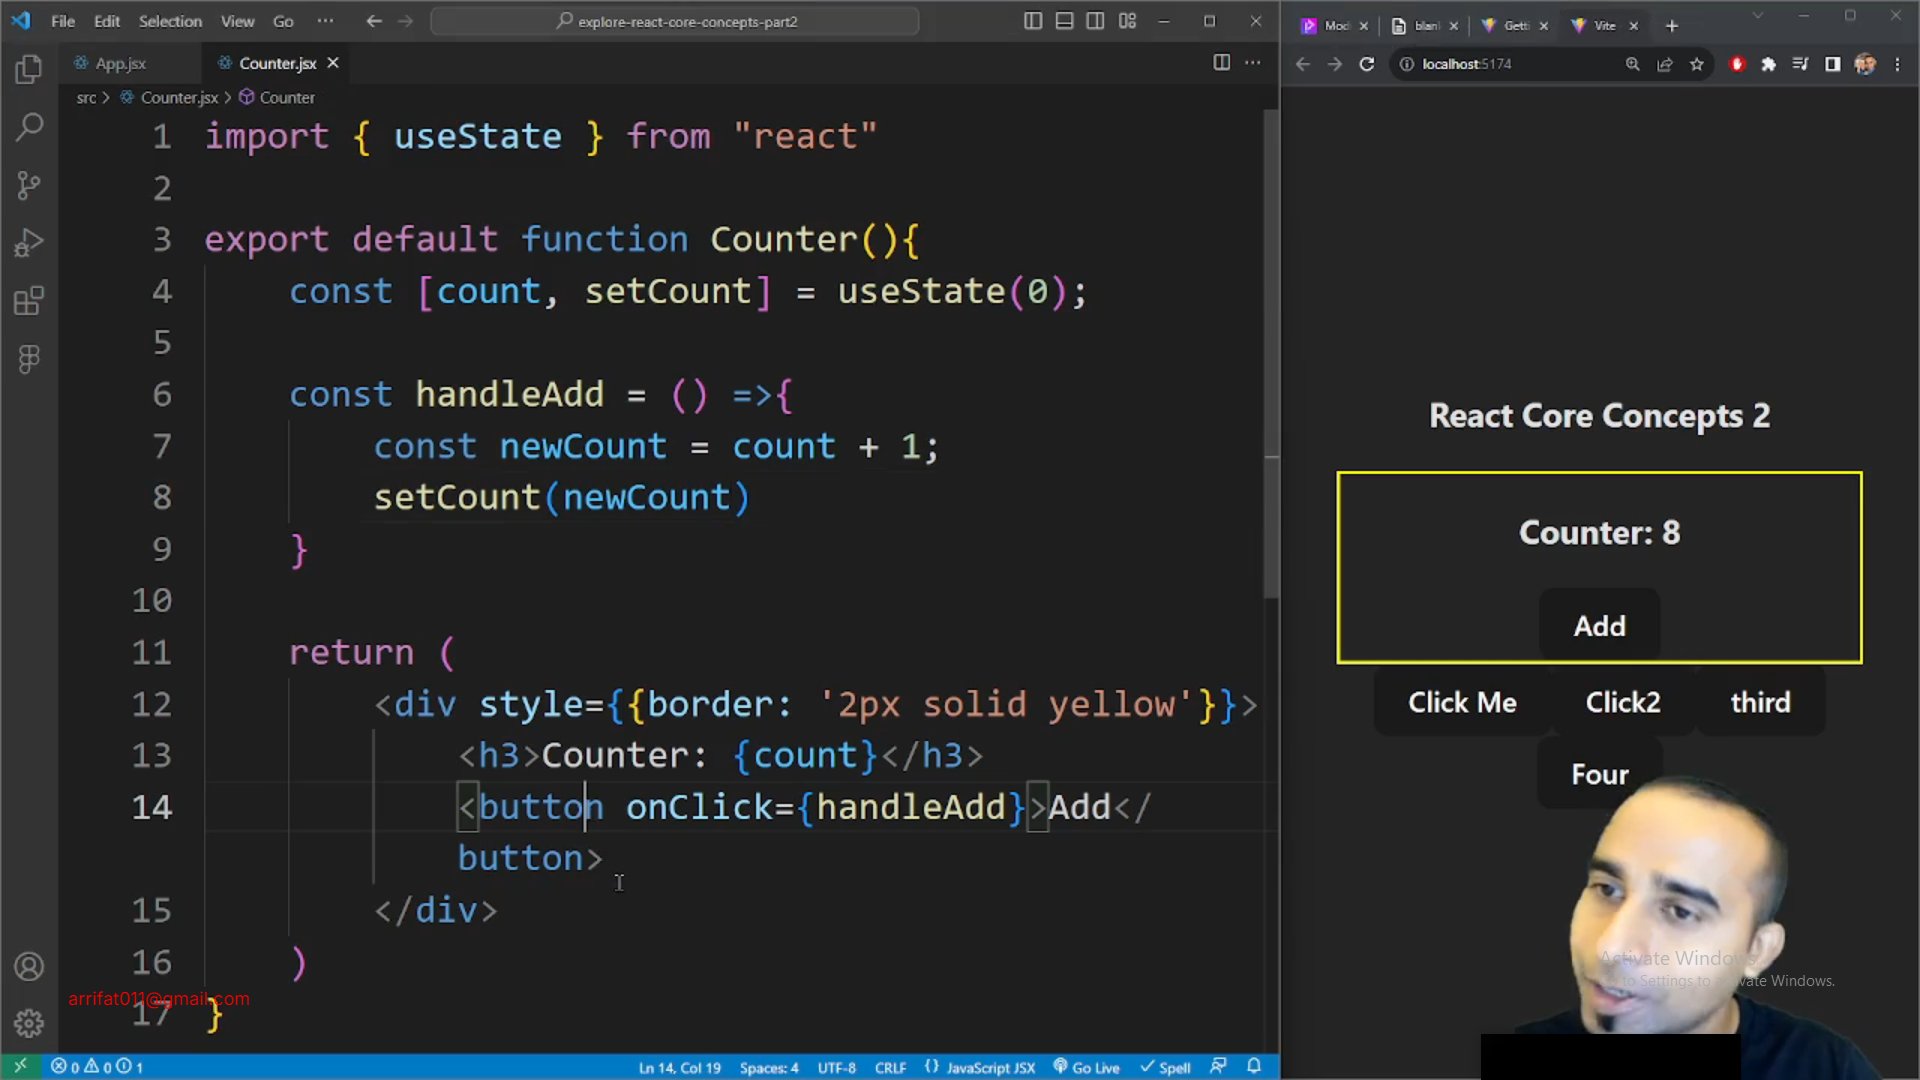 File Edit Selection View Go ... explore-react-core-concepts-part2
App.jsx Counter.jsx
src > Counter.jsx > Counter
1 import { useState } from "react"
2
3 export default function Counter(){
4 const [count, setCount] = useState(0);
5
6 const handleAdd = () =>{
7 const newCount = count + 1;
8 setCount(newCount)
9 }
10
11 return (
12 <div style={{border: '2px solid yellow'}}>
13 <h3>Counter: {count}</h3>
14 <button onClick={handleAdd}>Add</
button>
15 </div>
16 )
17 }
arrifat011@gmail.com
0 0 1 Ln 14, Col 19 Spaces: 4 UTF-8 CRLF {} JavaScript JSX Go Live Spell
Mod blan Getti Vite
localhost:5174
React Core Concepts 2
Counter: 8
Add
Click Me Click2 third
Four
Activate Windows
to Settings to activate Windows.